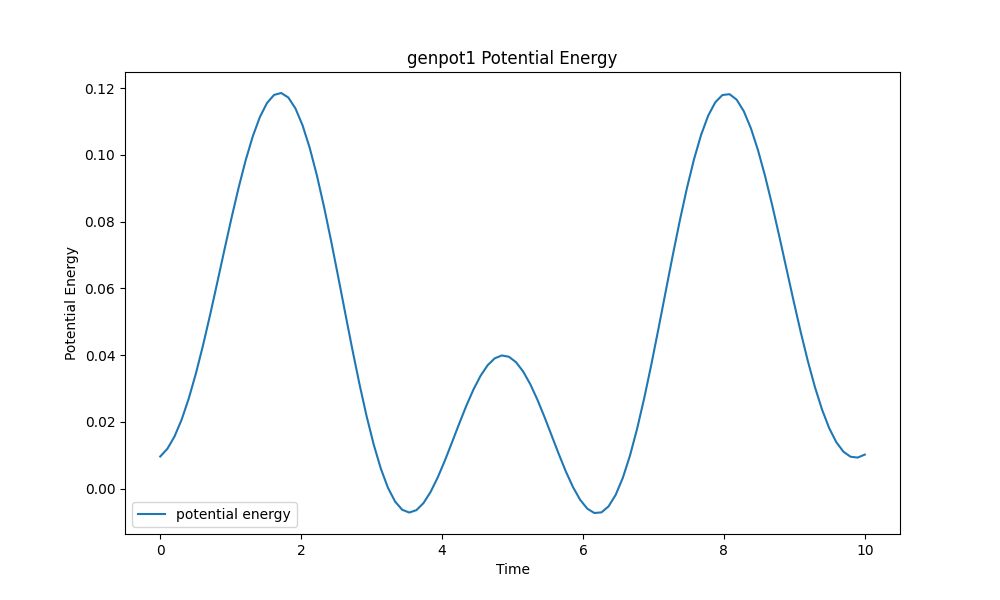 genpot1 Potential Energy
Potential Energy
0.12
0.10
0.08
0.06
0.04
0.02
0.00
potential energy
0 2 4 6 8 10
Time